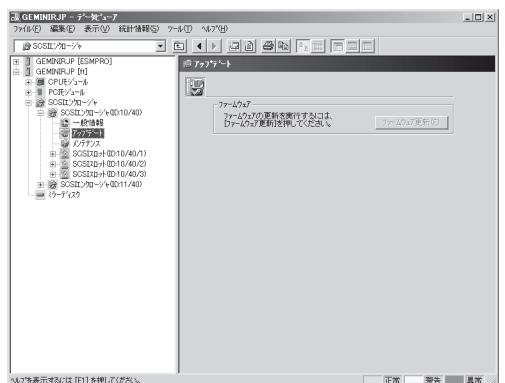 GEMINIRJP - ﾃﾞｰﾀﾋﾞｭｰｱ
ﾌｧｲﾙ(F) 編集(E) 表示(V) 統計情報(S) ﾂｰﾙ(T) ﾍﾙﾌﾟ(H)
SCSIｴﾝｸﾛｰｼﾞｬ
GEMINIRJP [ESMPRO]
GEMINIRJP [ft]
CPUﾓｼﾞｭｰﾙ
PCIﾓｼﾞｭｰﾙ
SCSIｴﾝｸﾛｰｼﾞｬ
SCSIｴﾝｸﾛｰｼﾞｬ(ID:10/40)
一般情報
ｱｯﾌﾟﾃﾞｰﾄ
ﾒﾝﾃﾅﾝｽ
SCSIｽﾛｯﾄ(ID:10/40/1)
SCSIｽﾛｯﾄ(ID:10/40/2)
SCSIｽﾛｯﾄ(ID:10/40/3)
SCSIｴﾝｸﾛｰｼﾞｬ(ID:11/40)
ﾐﾗｰﾃﾞｨｽｸ
ｱｯﾌﾟﾃﾞｰﾄ
ﾌｧｰﾑｳｪｱ
ﾌｧｰﾑｳｪｱの更新を実行するには、
[ﾌｧｰﾑｳｪｱ更新]を押してください。
ﾌｧｰﾑｳｪｱ更新(F)
ﾍﾙﾌﾟを表示するには [F1] を押してください。
正常 警告 異常